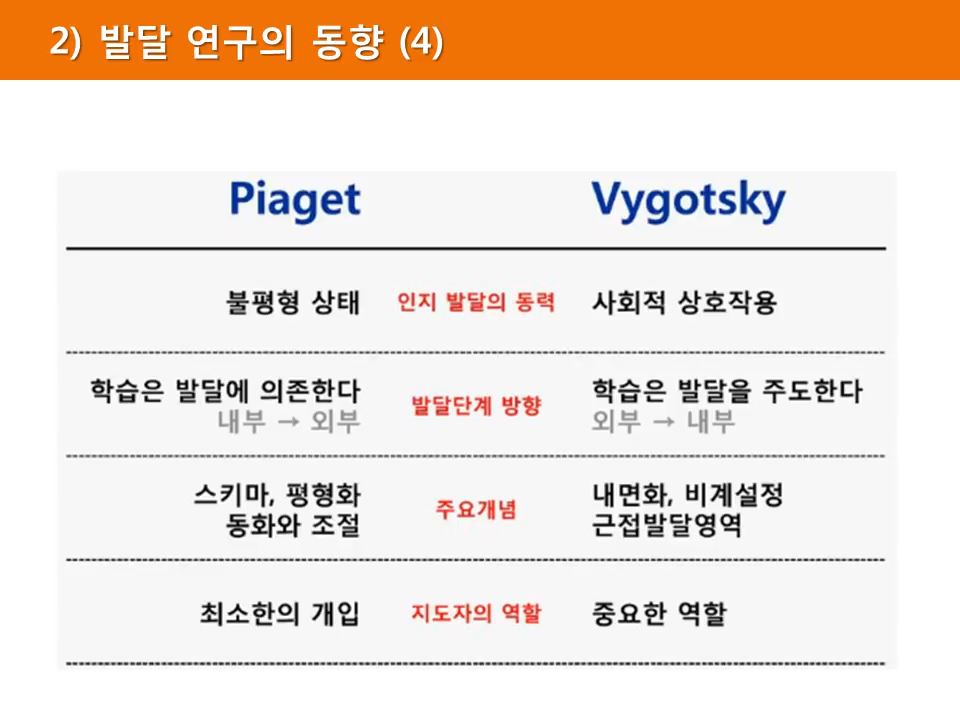 2) 발달 연구의 동향 (4)
Piaget Vygotsky
불평형 상태 인지 발달의 동력 사회적 상호작용
학습은 발달에 의존한다 발달단계 방향 학습은 발달을 주도한다
내부 → 외부 외부 → 내부
스키마, 평형화 주요개념 내면화, 비계설정
동화와 조절 근접발달영역
최소한의 개입 지도자의 역할 중요한 역할